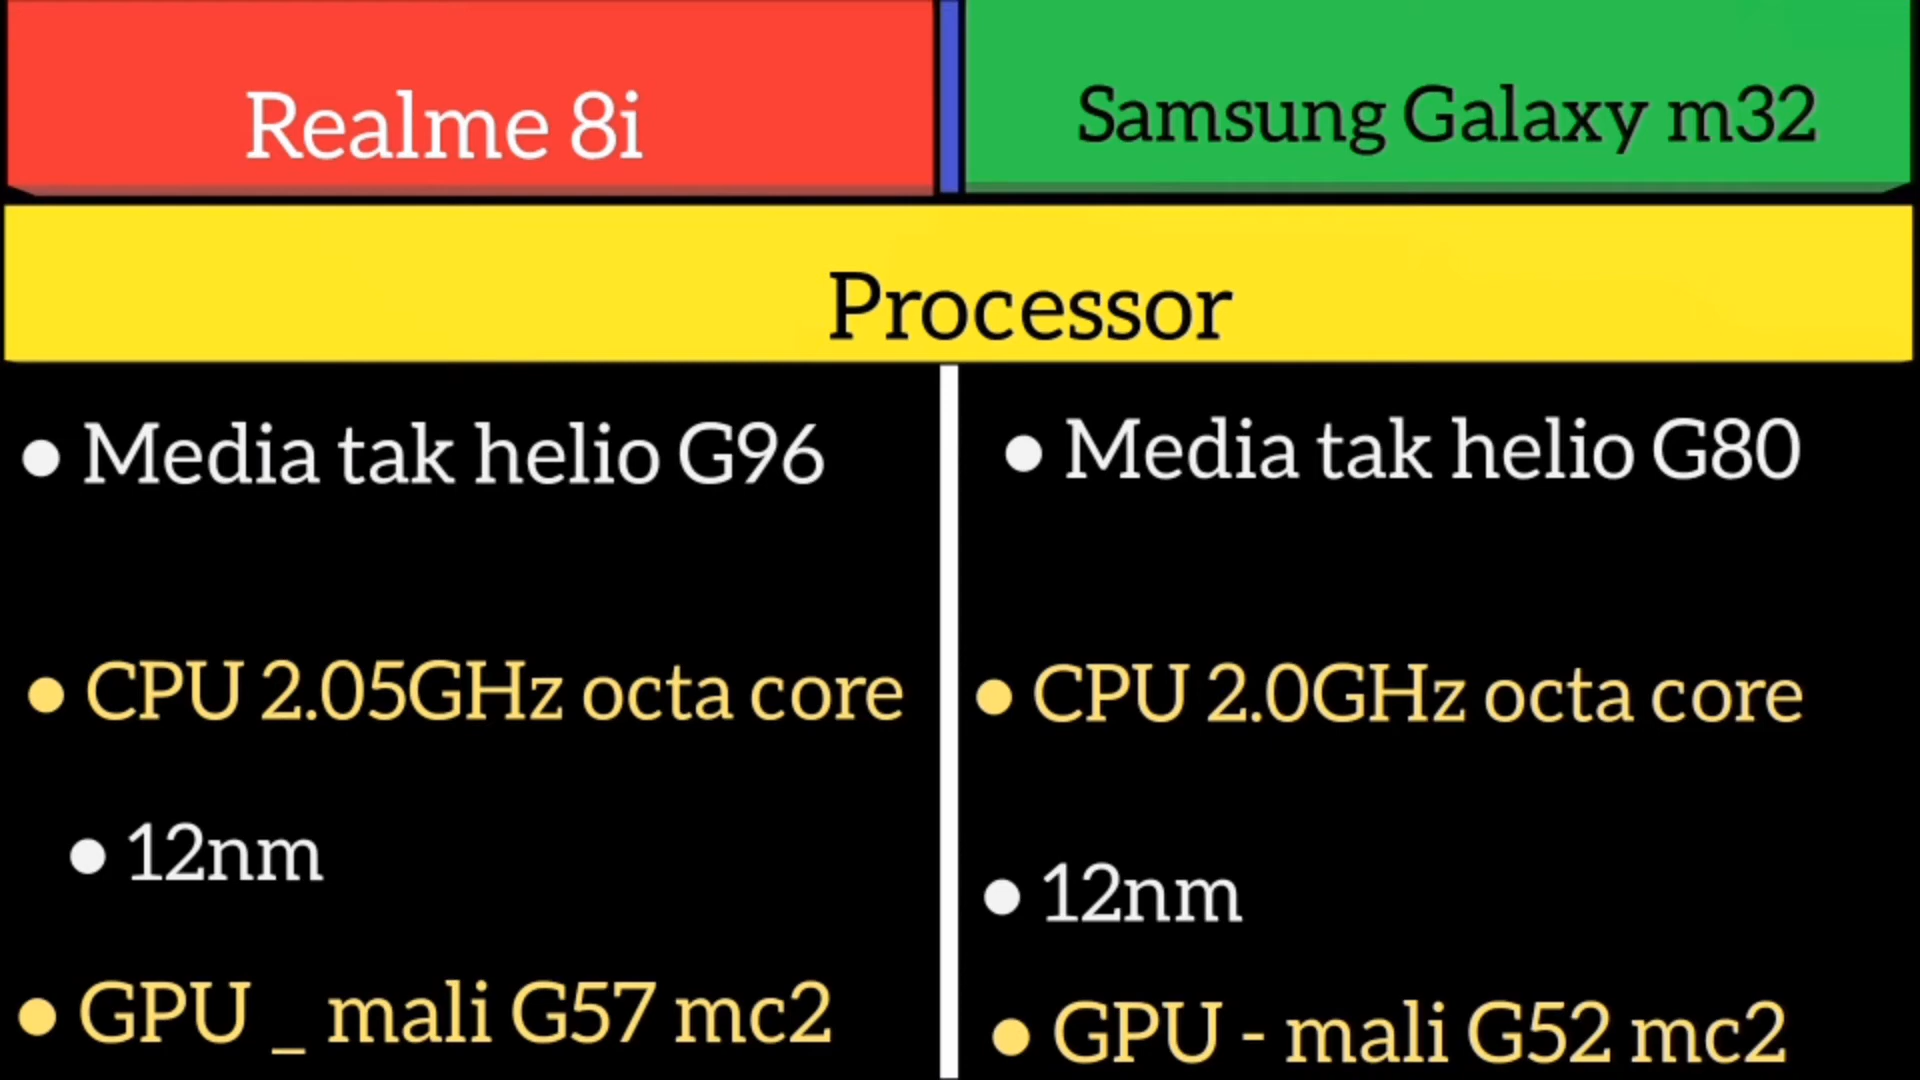 Realme 8i
Samsung Galaxy m32
Processor
• Media tak helio G96
• Media tak helio G80
• CPU 2.05GHz octa core
• CPU 2.0GHz octa core
• 12nm
• 12nm
• GPU _ mali G57 mc2
• GPU - mali G52 mc2